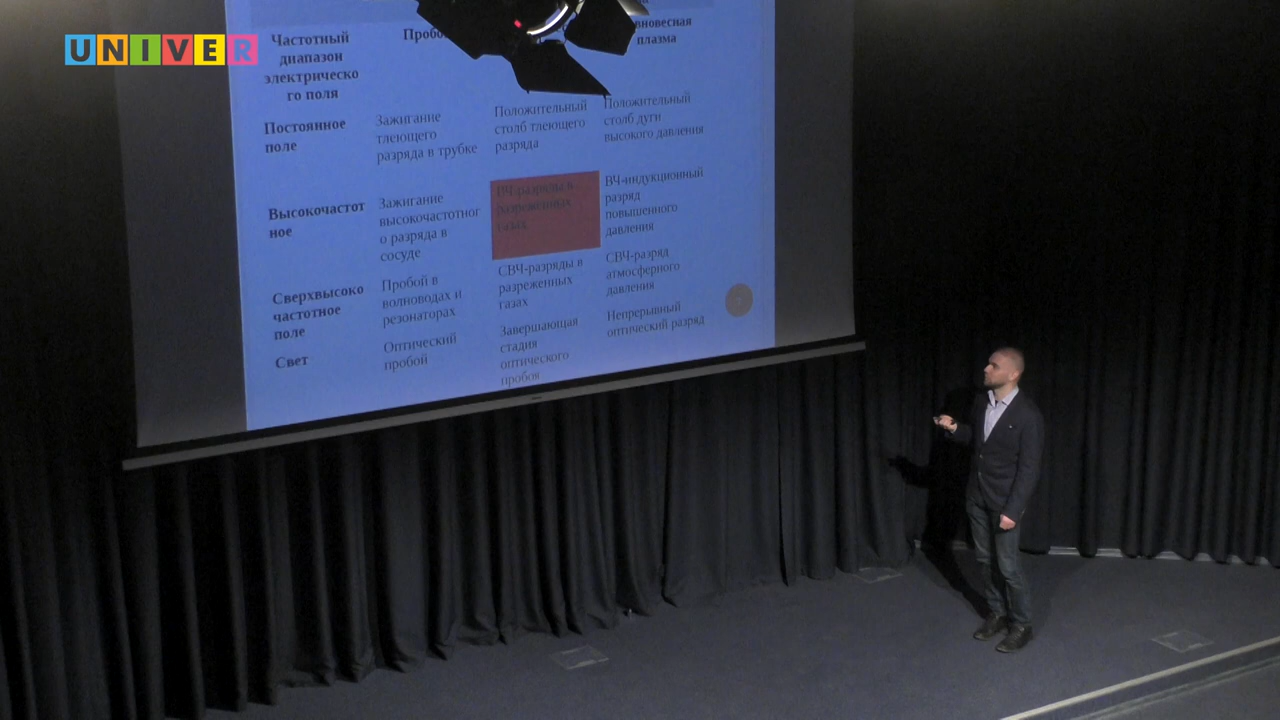 UNIVER
Частотный
диапазон
электрическо
го поля
Пробо
вновесная
плазма
Постоянное
поле
Зажигание
тлеющего
разряда в трубке
Положительный
столб тлеющего
разряда
Положительный
столб дуги
высокого давления
Высокочастот
ное
Зажигание
высокочастотног
о разряда в
сосуде
ВЧ-разряды в
разреженных
газах
ВЧ-индукционный
разряд
повышенного
давления
Сверхвысоко
частотное
поле
Пробой в
волноводах и
резонаторах
СВЧ-разряды в
разреженных
газах
СВЧ-разряд
атмосферного
давления
Свет
Оптический
пробой
Завершающая
стадия
оптического
пробоя
Непрерывный
оптический разряд